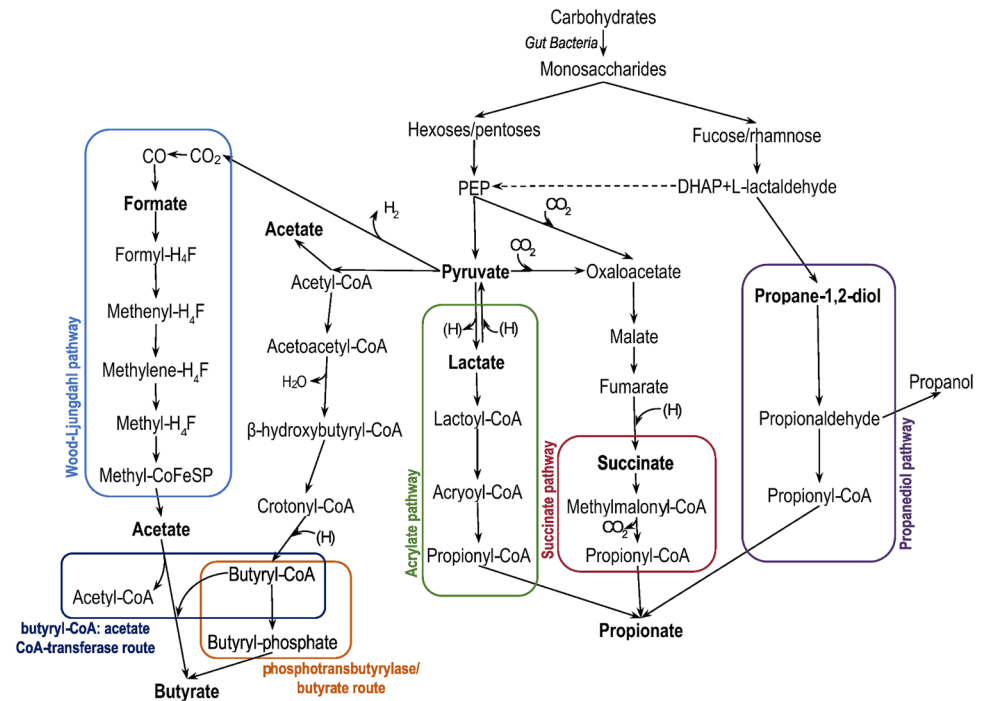 Carbohydrates
Gut Bacteria
Monosaccharides
Hexoses/pentoses
Fucose/rhamnose
CO
CO2
PEP
DHAP+L-lactaldehyde
CO2
Formate
H2
Acetate
Formyl-H4F
CO2
Acetyl-CoA
Pyruvate
Oxaloacetate
Propane-1,2-diol
Methenyl-H4F
(H)
(H)
Malate
Acetoacetyl-CoA
Lactate
Methylene-H4F
H2O
Fumarate
Propanol
(H)
Methyl-H4F
β-hydroxybutyryl-CoA
Lactoyl-CoA
Propionaldehyde
Succinate
Methyl-CoFeSP
Acryoyl-CoA
Methylmalonyl-CoA
Propionyl-CoA
Crotonyl-CoA
CO2
Acetate
(H)
Propionyl-CoA
Propionyl-CoA
Wood-Ljungdahl pathway
Acrylate pathway
Succinate pathway
Propanediol pathway
Butyryl-CoA
Acetyl-CoA
butyryl-CoA: acetate
CoA-transferase route
Butyryl-phosphate
Propionate
phosphotransbutyrylase/
butyrate route
Butyrate